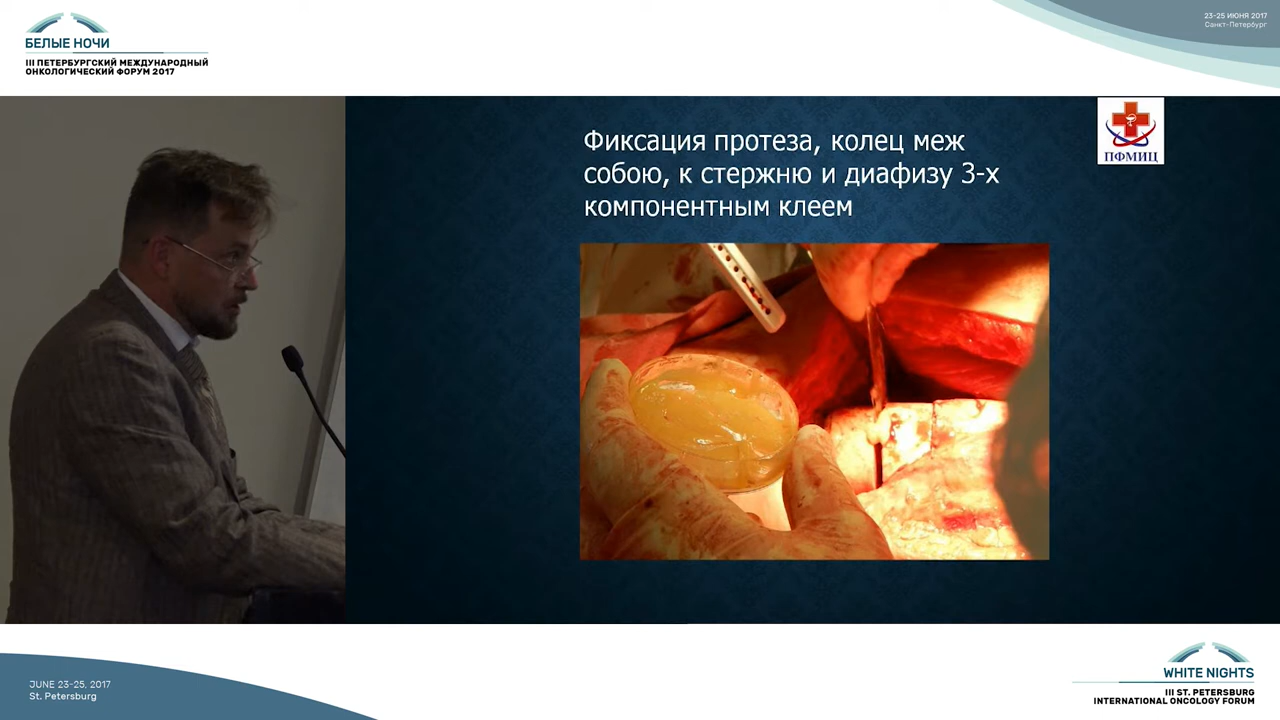 БЕЛЫЕ НОЧИ
III ПЕТЕРБУРГСКИЙ МЕЖДУНАРОДНЫЙ
ОНКОЛОГИЧЕСКИЙ ФОРУМ 2017
23-25 ИЮНЯ 2017
Санкт-Петербург
Фиксация протеза, колец меж
собою, к стержню и диафизу 3-х
компонентным клеем
ПФМИЦ
JUNE 23-25, 2017
St. Petersburg
WHITE NIGHTS
III ST. PETERSBURG
INTERNATIONAL ONCOLOGY FORUM